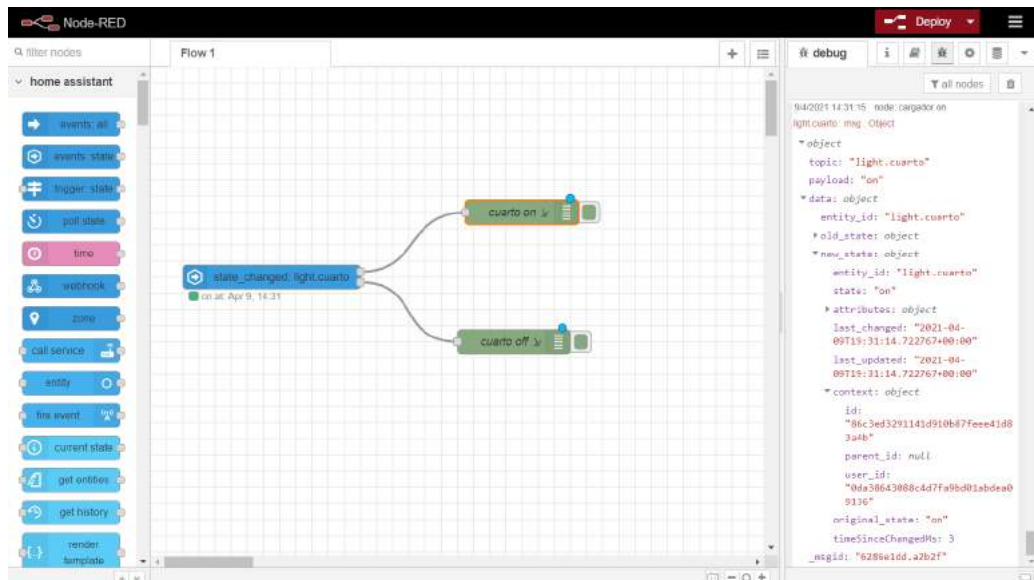 Node-RED
Deploy
filter nodes
Flow 1
debug
i
all nodes
home assistant
events: all
events: state
trigger: state
poll state
time
webhook
zone
call service
entity
fire event
current state
get entities
get history
render
template
state_changed: light.cuarto
on at: Apr 9, 14:31
cuarto on
cuarto off
9/4/2021 14:31:15 node: cargador on
light.cuarto : msg : Object
object
topic: "light.cuarto"
payload: "on"
data: object
entity_id: "light.cuarto"
old_state: object
new_state: object
entity_id: "light.cuarto"
state: "on"
attributes: object
last_changed: "2021-04-
09T19:31:14.722767+00:00"
last_updated: "2021-04-
09T19:31:14.722767+00:00"
context: object
id:
"86c3ed3291141d910b87feee41d8
3a4b"
parent_id: null
user_id:
"0da38643088c4d7fa9bd01abdea0
9136"
original_state: "on"
timeSinceChangedMs: 3
_msgid: "6286e1dd.a2b2f"